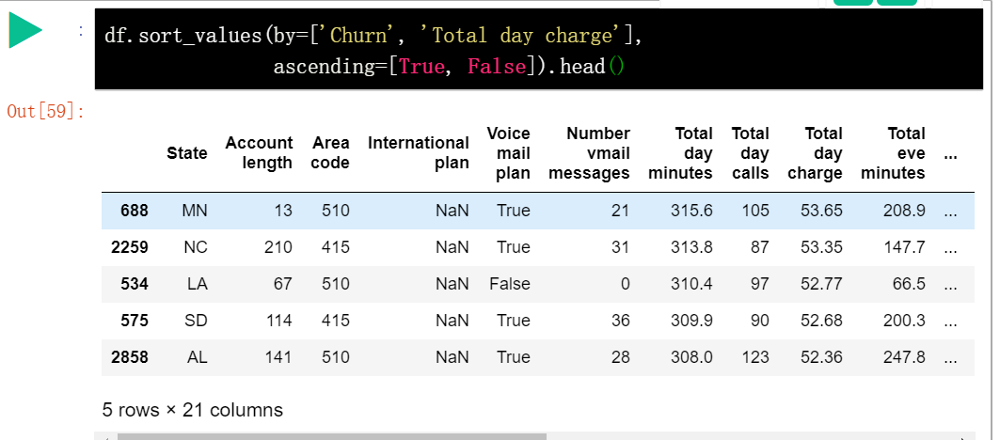 :
df.sort_values(by=['Churn', 'Total day charge'],
ascending=[True, False]).head()
Out[59]:
State Account length Area code International plan Voice mail plan Number vmail messages Total day minutes Total day calls Total day charge Total eve minutes ...
688 MN 13 510 NaN True 21 315.6 105 53.65 208.9 ...
2259 NC 210 415 NaN True 31 313.8 87 53.35 147.7 ...
534 LA 67 510 NaN False 0 310.4 97 52.77 66.5 ...
575 SD 114 415 NaN True 36 309.9 90 52.68 200.3 ...
2858 AL 141 510 NaN True 28 308.0 123 52.36 247.8 ...
5 rows × 21 columns